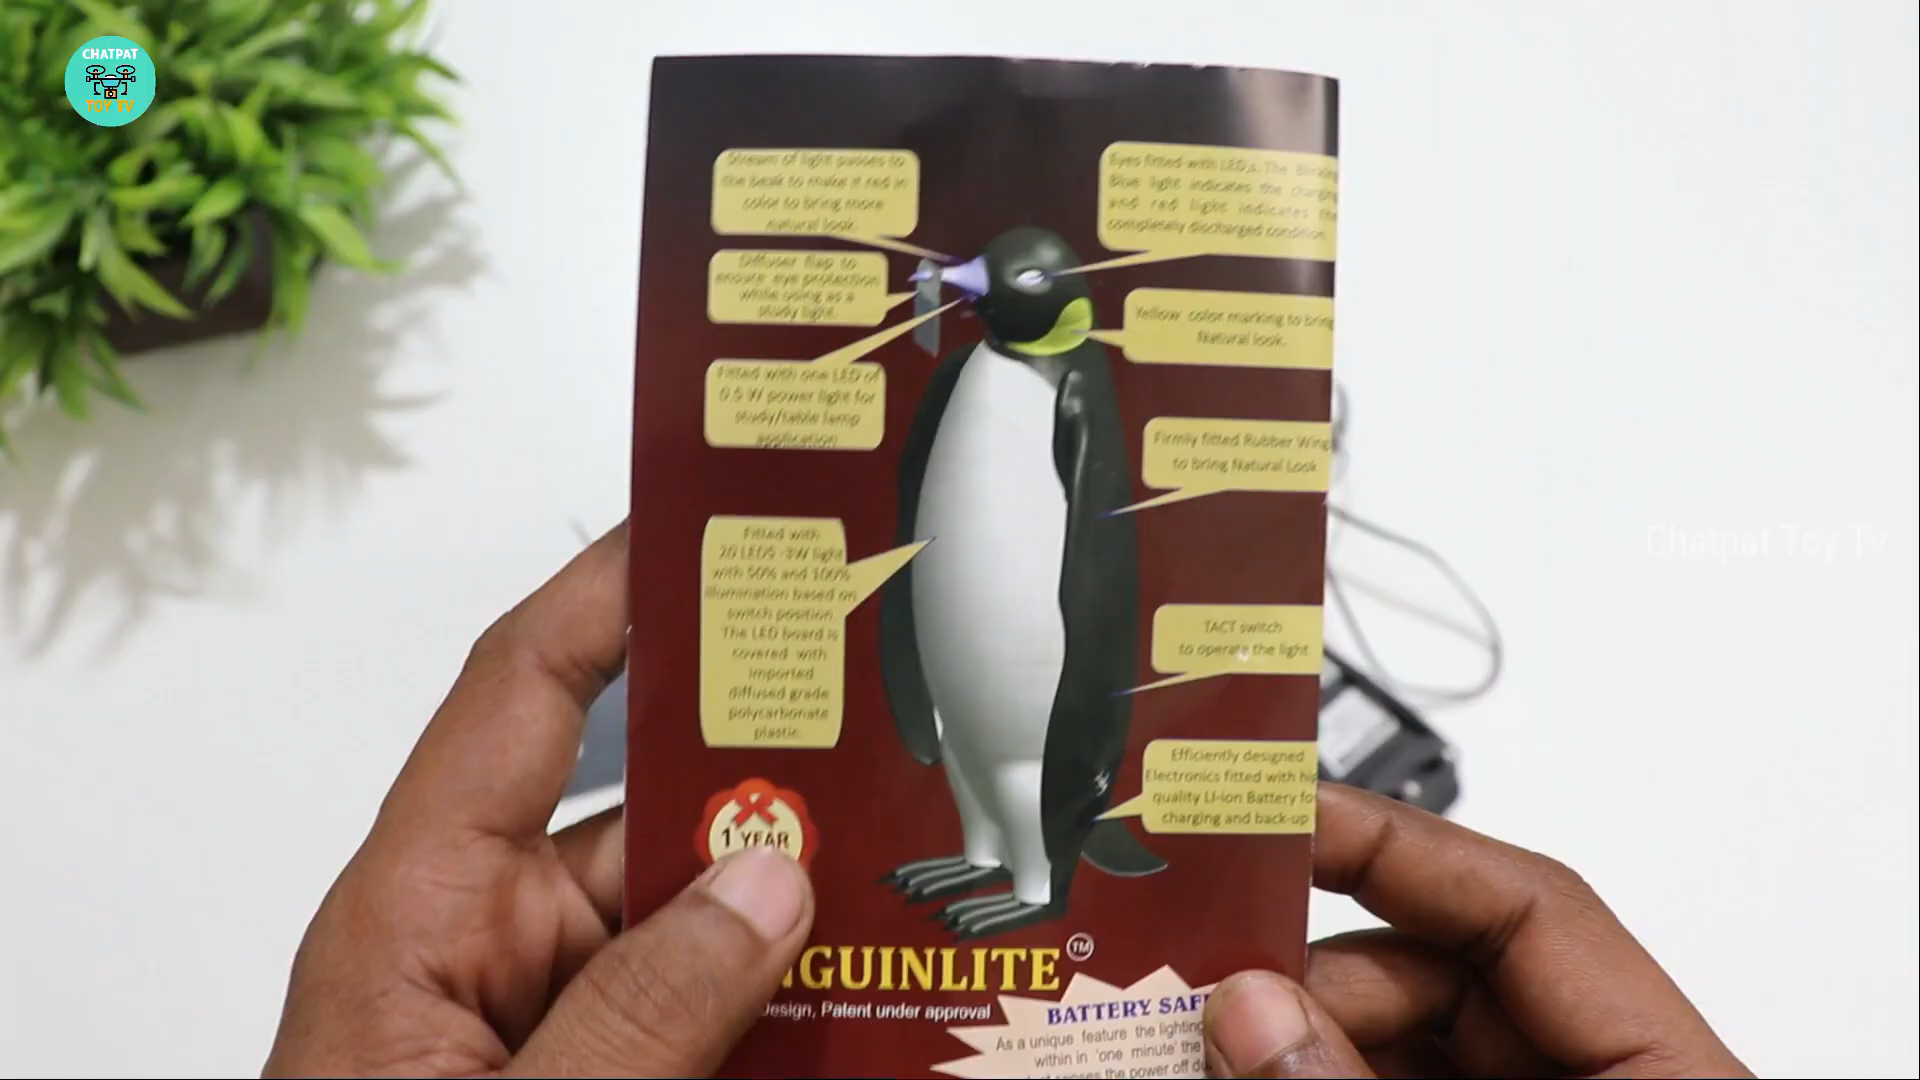 CHATPAT
TOY TV
Stream of light passes to
the beak to make it red in
color to bring more
natural look.
Diffuser flap to
ensure eye protection
while using as a
study light.
Fitted with one LED of
0.5 W power light for
study/table lamp
application
Fitted with
20 LEDS -3W light
with 50% and 100%
illumination based on
switch position.
The LED board is
covered with
imported
diffused grade
polycarbonate
plastic.
Eyes fitted with LED,s. The
Blue light indicates the
and red light indicates
completely discharged condition.
Yellow color marking to bring
Natural look.
Firmly fitted Rubber Wing
to bring Natural Look
TACT switch
to operate the light
Efficiently designed
Electronics fitted with
quality LI-ion Battery
charging and back-up
1 YEAR
NGUINLITE TM
Design, Patent under approval
BATTERY SAF
As a unique feature the lighting
within in 'one minute' the
senses the power off
Chatpat Toy Tv